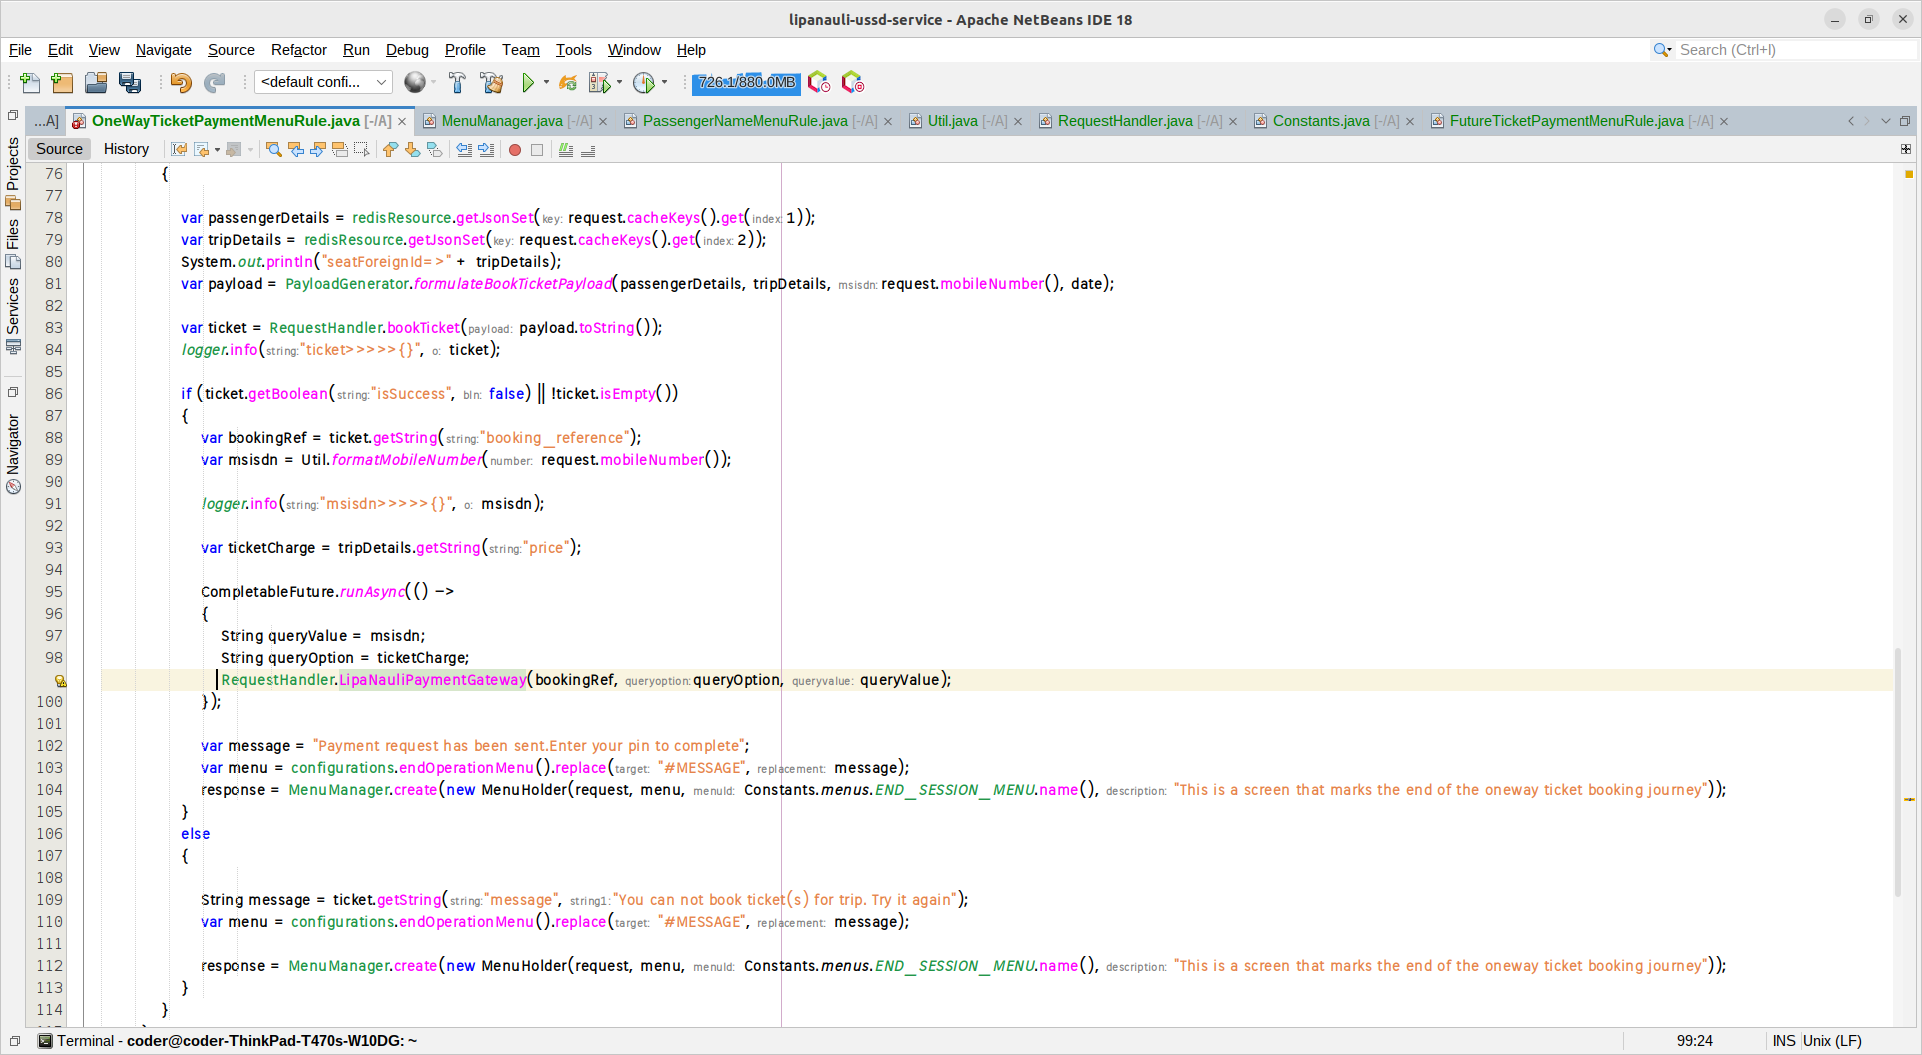 lipanauli-ussd-service - Apache NetBeans IDE 18
File Edit View Navigate Source Refactor Run Debug Profile Team Tools Window Help Search (Ctrl+I)
<default confi... 726.1/880.0MB
...A] OneWayTicketPaymentMenuRule.java [-/A] MenuManager.java [-/A] PassengerNameMenuRule.java [-/A] Util.java [-/A] RequestHandler.java [-/A] Constants.java [-/A] FutureTicketPaymentMenuRule.java [-/A]
Source History
Projects
Files
Services
Navigator
76 {
77
78 var passengerDetails = redisResource.getJsonSet(key: request.cacheKeys().get(index: 1));
79 var tripDetails = redisResource.getJsonSet(key: request.cacheKeys().get(index: 2));
80 System.out.println("seatForeignId=>" + tripDetails);
81 var payload = PayloadGenerator.formulateBookTicketPayload(passengerDetails, tripDetails, msisdn: request.mobileNumber(), date);
82
83 var ticket = RequestHandler.bookTicket(payload: payload.toString());
84 logger.info(string: "ticket>>>>>{}", o: ticket);
85
86 if (ticket.getBoolean(string: "isSuccess", bln: false) || !ticket.isEmpty())
87 {
88 var bookingRef = ticket.getString(string: "booking_reference");
89 var msisdn = Util.formatMobileNumber(number: request.mobileNumber());
90
91 logger.info(string: "msisdn>>>>>{}", o: msisdn);
92
93 var ticketCharge = tripDetails.getString(string: "price");
94
95 CompletableFuture.runAsync(() ->
96 {
97 String queryValue = msisdn;
98 String queryOption = ticketCharge;
RequestHandler.LipaNauliPaymentGateway(bookingRef, queryoption: queryOption, queryvalue: queryValue);
100 });
101
102 var message = "Payment request has been sent.Enter your pin to complete";
103 var menu = configurations.endOperationMenu().replace(target: "#MESSAGE", replacement: message);
104 response = MenuManager.create(new MenuHolder(request, menu, menuId: Constants.menus.END_SESSION_MENU.name(), description: "This is a screen that marks the end of the oneway ticket booking journey"));
105 }
106 else
107 {
108
109 String message = ticket.getString(string: "message", string1: "You can not book ticket(s) for trip. Try it again");
110 var menu = configurations.endOperationMenu().replace(target: "#MESSAGE", replacement: message);
111
112 response = MenuManager.create(new MenuHolder(request, menu, menuId: Constants.menus.END_SESSION_MENU.name(), description: "This is a screen that marks the end of the oneway ticket booking journey"));
113 }
114 }
Terminal - coder@coder-ThinkPad-T470s-W10DG: ~ 99:24 INS Unix (LF)